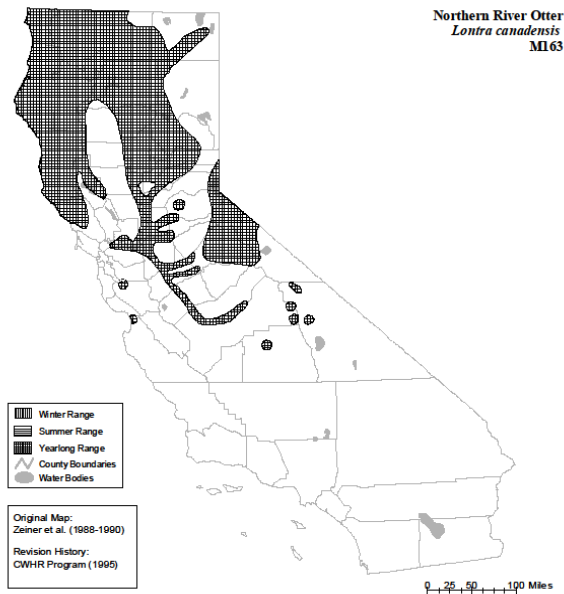 Northern River Otter
Lontra canadensis
M163
Winter Range
Summer Range
Yearlong Range
County Boundaries
Water Bodies
Original Map:
Zeiner et al. (1988-1990)
Revision History:
CWHR Program (1995)
0 25 50 100 Miles